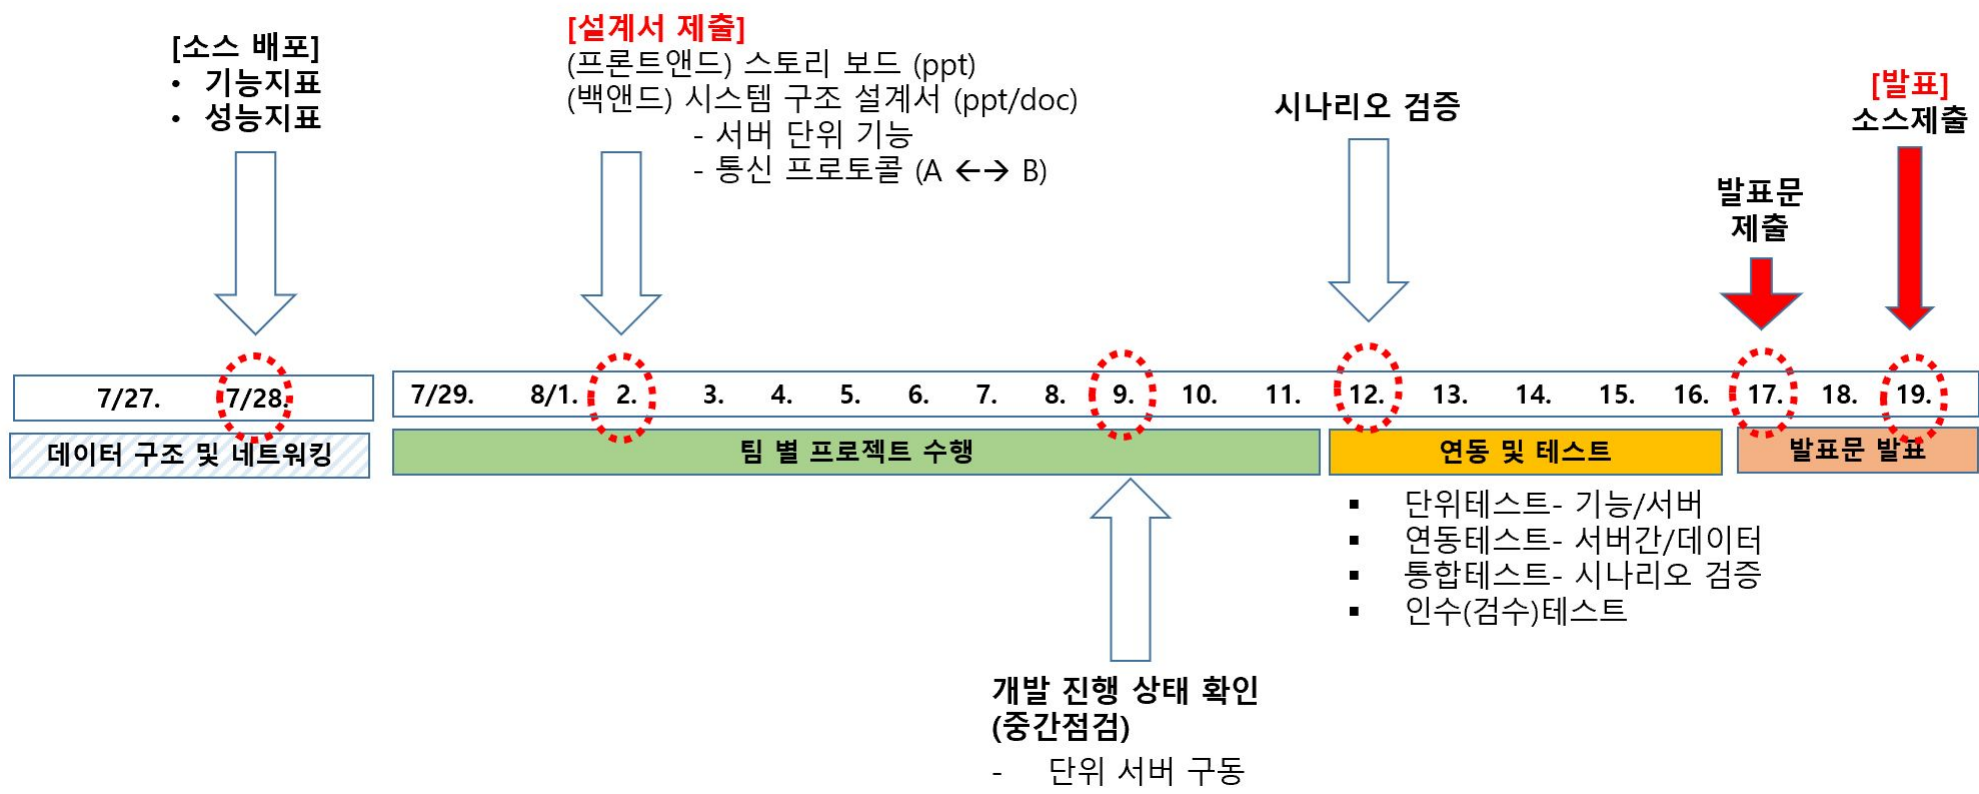 [소스 배포]
• 기능지표
• 성능지표
[설계서 제출]
(프론트앤드) 스토리 보드 (ppt)
(백앤드) 시스템 구조 설계서 (ppt/doc)
- 서버 단위 기능
- 통신 프로토콜 (A ←→ B)
시나리오 검증
발표문
제출
[발표]
소스제출
7/27. 7/28. 7/29. 8/1. 2. 3. 4. 5. 6. 7. 8. 9. 10. 11. 12. 13. 14. 15. 16. 17. 18. 19.
데이터 구조 및 네트워킹 팀 별 프로젝트 수행 연동 및 테스트 발표문 발표
▪ 단위테스트- 기능/서버
▪ 연동테스트- 서버간/데이터
▪ 통합테스트- 시나리오 검증
▪ 인수(검수)테스트
개발 진행 상태 확인
(중간점검)
- 단위 서버 구동